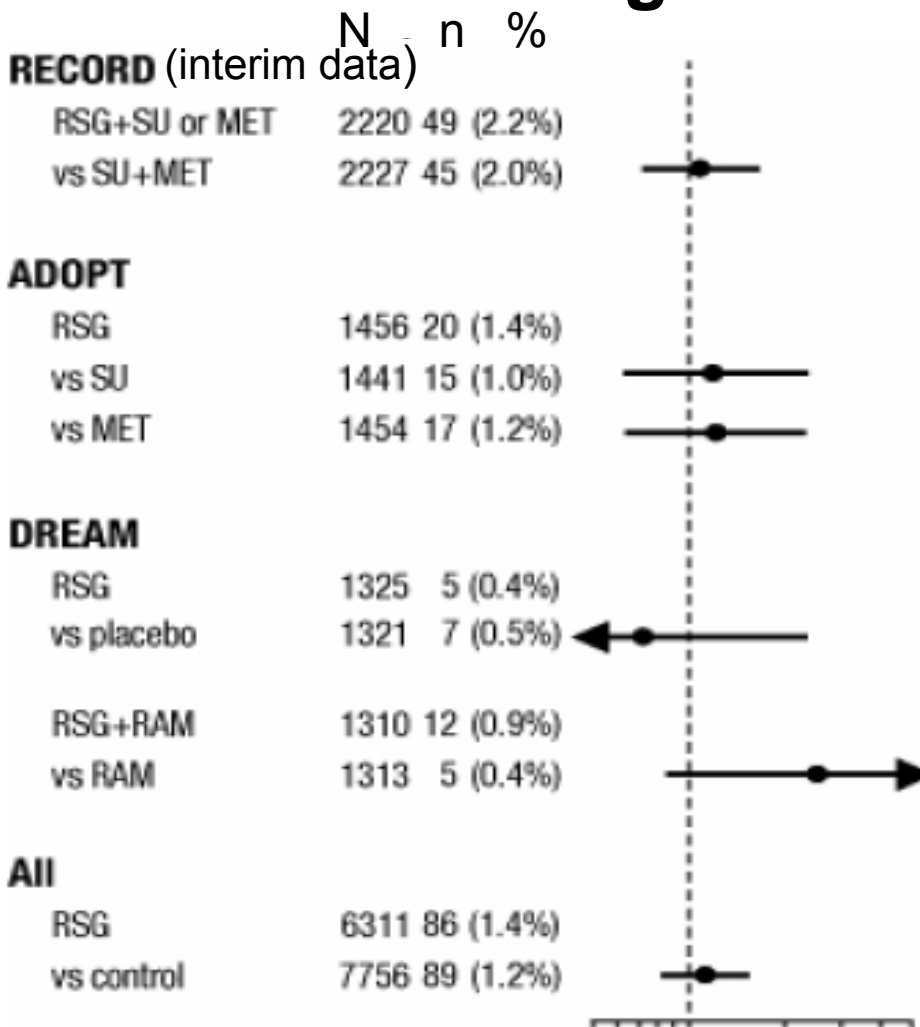 N n %
RECORD (interim data)
RSG+SU or MET 2220 49 (2.2%)
vs SU+MET 2227 45 (2.0%)
ADOPT
RSG 1456 20 (1.4%)
vs SU 1441 15 (1.0%)
vs MET 1454 17 (1.2%)
DREAM
RSG 1325 5 (0.4%)
vs placebo 1321 7 (0.5%)
RSG+RAM 1310 12 (0.9%)
vs RAM 1313 5 (0.4%)
All
RSG 6311 86 (1.4%)
vs control 7756 89 (1.2%)